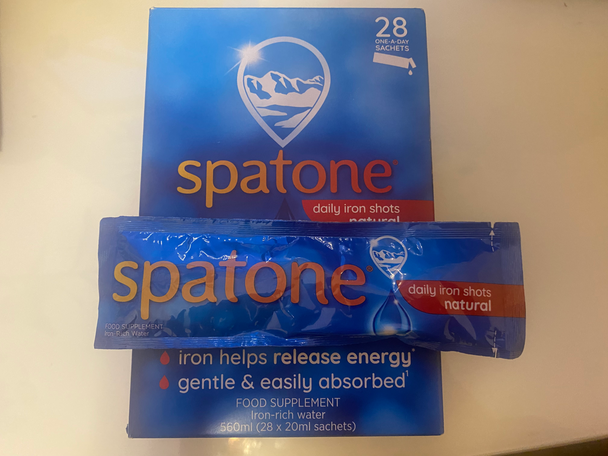 28
ONE-A-DAY
SACHETS
spatone®
daily iron shots
natural
spatone®
daily iron shots
natural
FOOD SUPPLEMENT
Iron-Rich Water
iron helps release energy*
gentle & easily absorbed¹
FOOD SUPPLEMENT
Iron-rich water
560ml (28 x 20ml sachets)